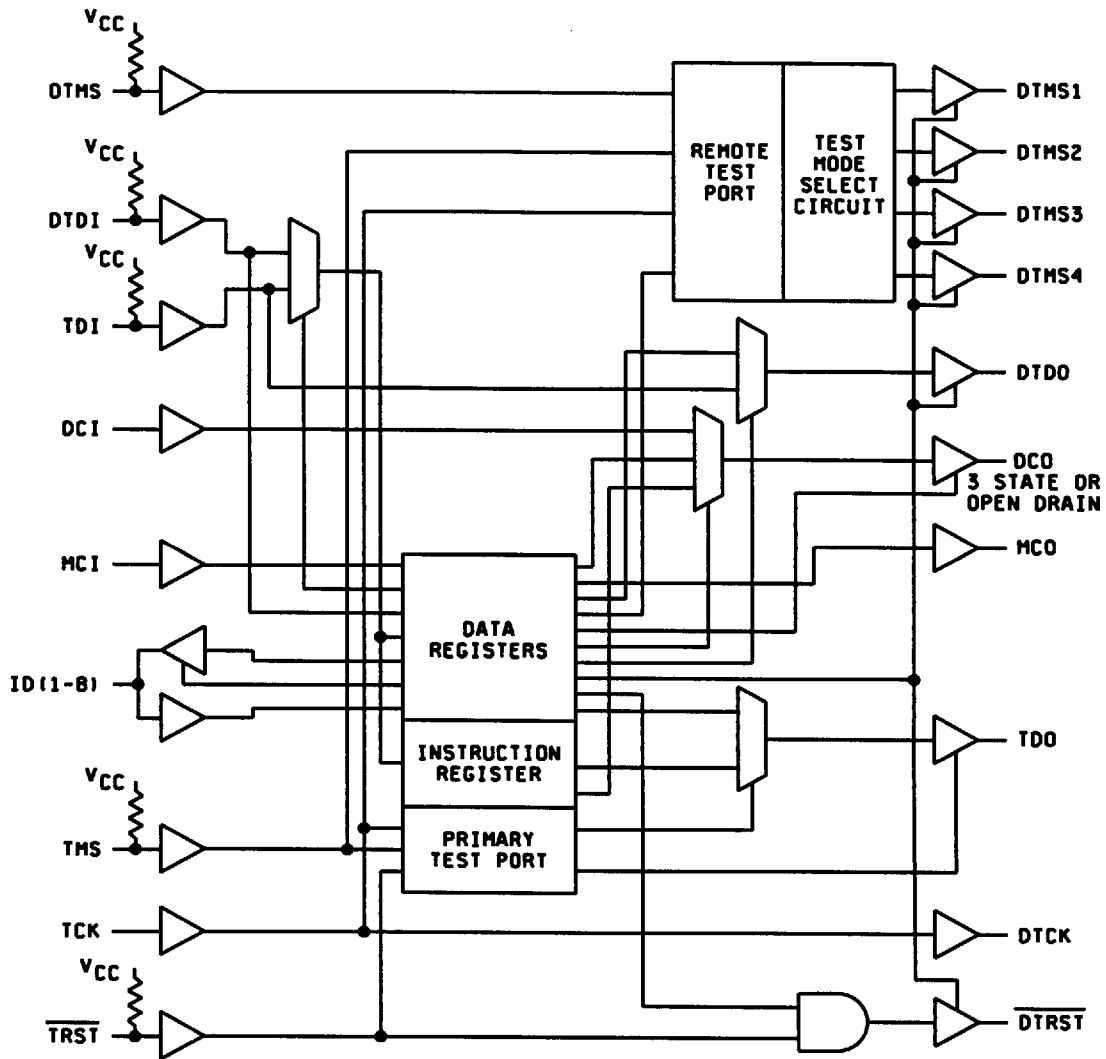 VCC
OTMS
DTMS1
VCC
REMOTE
TEST
PORT
TEST
MODE
SELECT
CIRCUIT
DTMS2
DTDI
DTMS3
VCC
DTMS4
TDI
DTDO
DCI
DCO
3 STATE OR
OPEN DRAIN
MCI
MCO
DATA
REGISTERS
ID(1-8)
INSTRUCTION
REGISTER
TDO
VCC
PRIMARY
TEST PORT
TMS
TCK
DTCK
VCC
TRST
DTRST